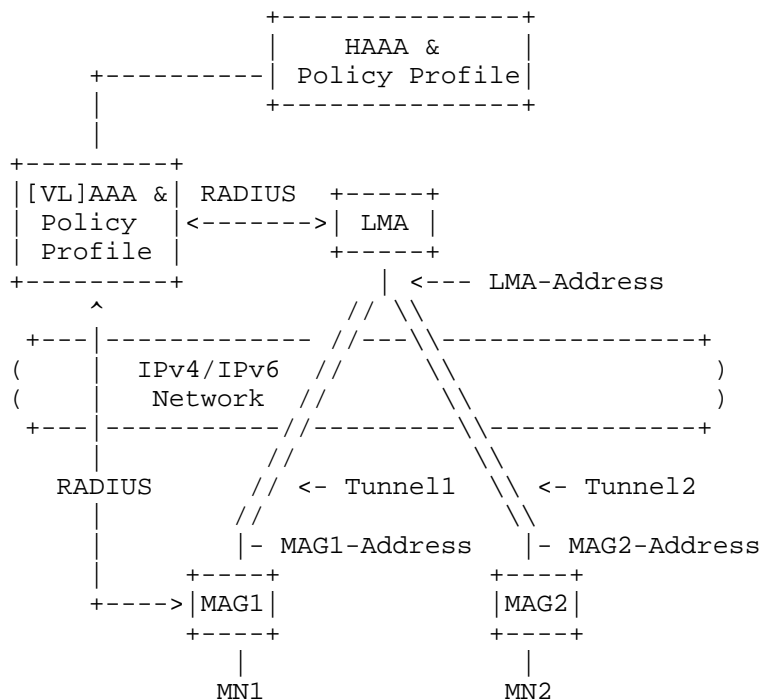 HAAA &
Policy Profile
[VL]AAA & RADIUS
Policy LMA
Profile
<--- LMA-Address
IPv4/IPv6
Network
RADIUS <- Tunnel1 <- Tunnel2
MAG1-Address MAG2-Address
MAG1 MAG2
MN1 MN2